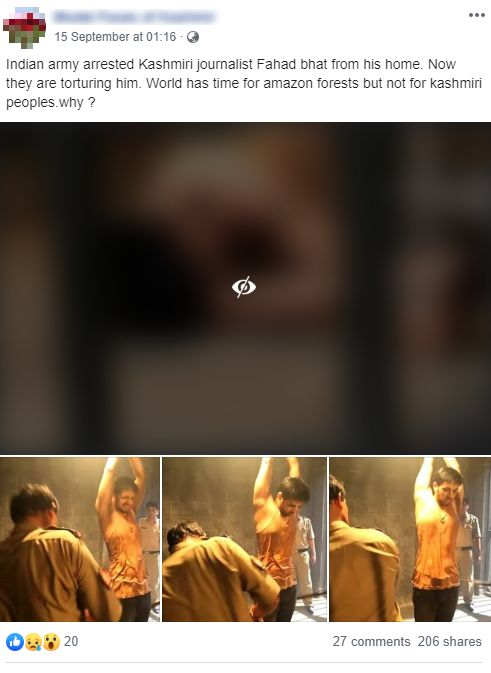 15 September at 01:16 ·
Indian army arrested Kashmiri journalist Fahad bhat from his home. Now
they are torturing him. World has time for amazon forests but not for kashmiri
peoples.why ?
20
27 comments 206 shares